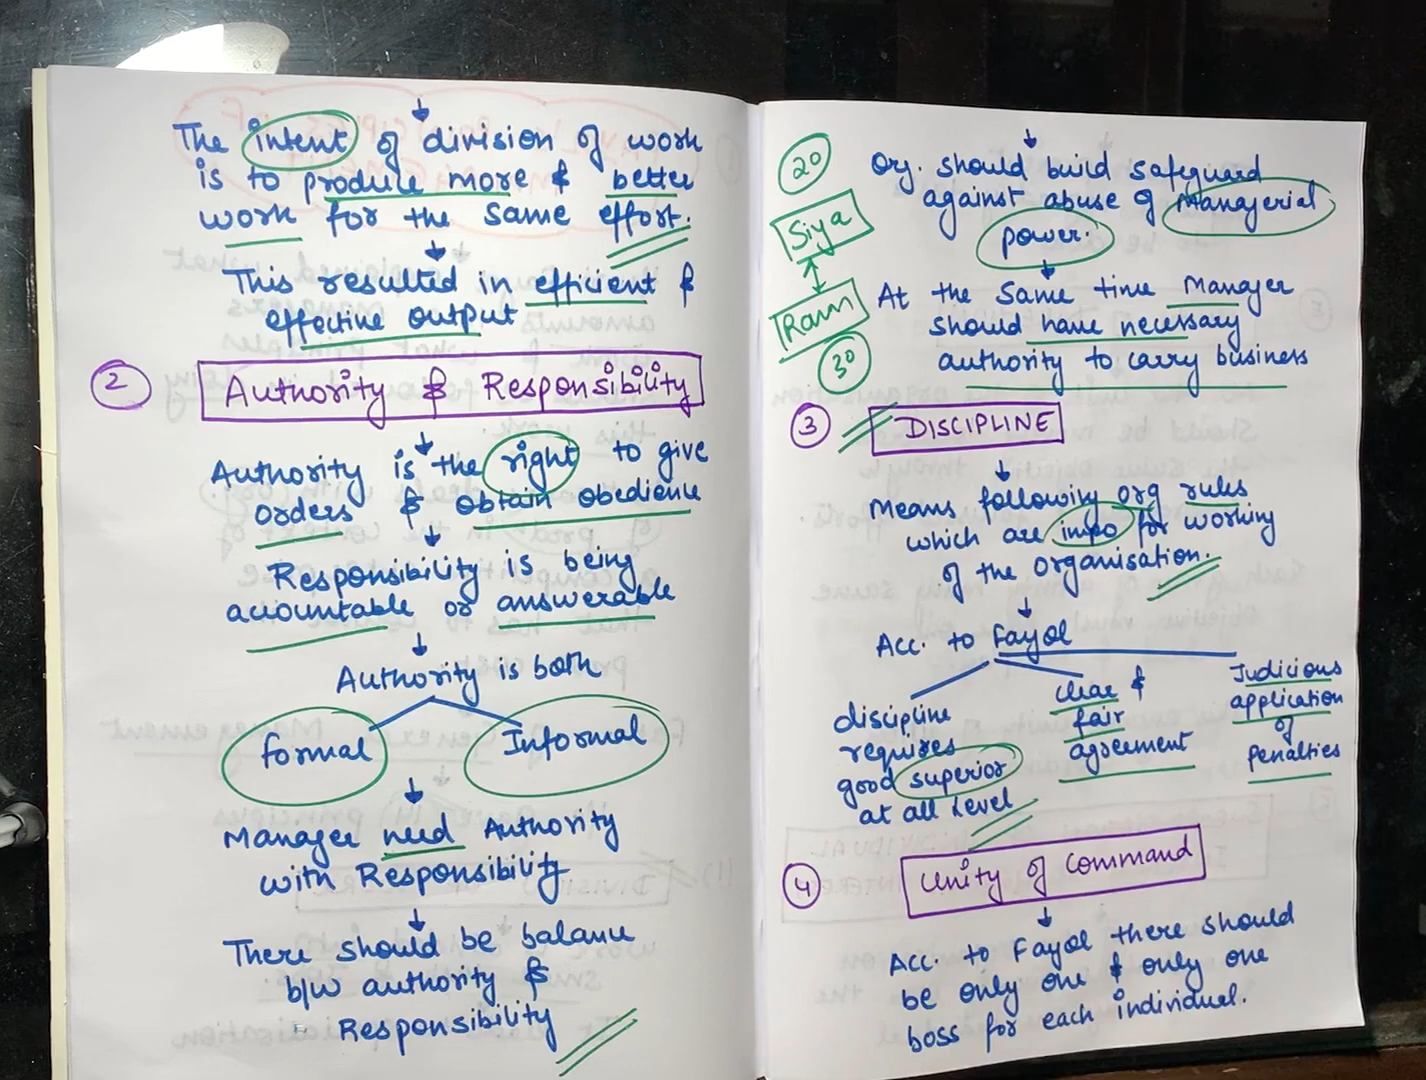 The intent of division of work
is to produce more & better
work for the same effort.
This resulted in efficient &
effective output
2 Authority & Responsibility
Authority is the right to give
orders & obtain obedience
Responsibility is being
accountable or answerable
Authority is both
formal Informal
Manager need Authority
with Responsibility
There should be balance
b/w authority &
Responsibility
20
Siya
Ram
30
Org. should build safeguard
against abuse of Managerial
power.
At the same time Manager
should have necessary
authority to carry business
3 DISCIPLINE
Means following org rules
which are impo for working
of the organisation.
Acc. to Fayol
discipline
requires
good superior
at all level
clear &
fair
agreement
Judicious
application
of
penalties
4 Unity of Command
Acc. to Fayol there should
be only one & only one
boss for each individual.